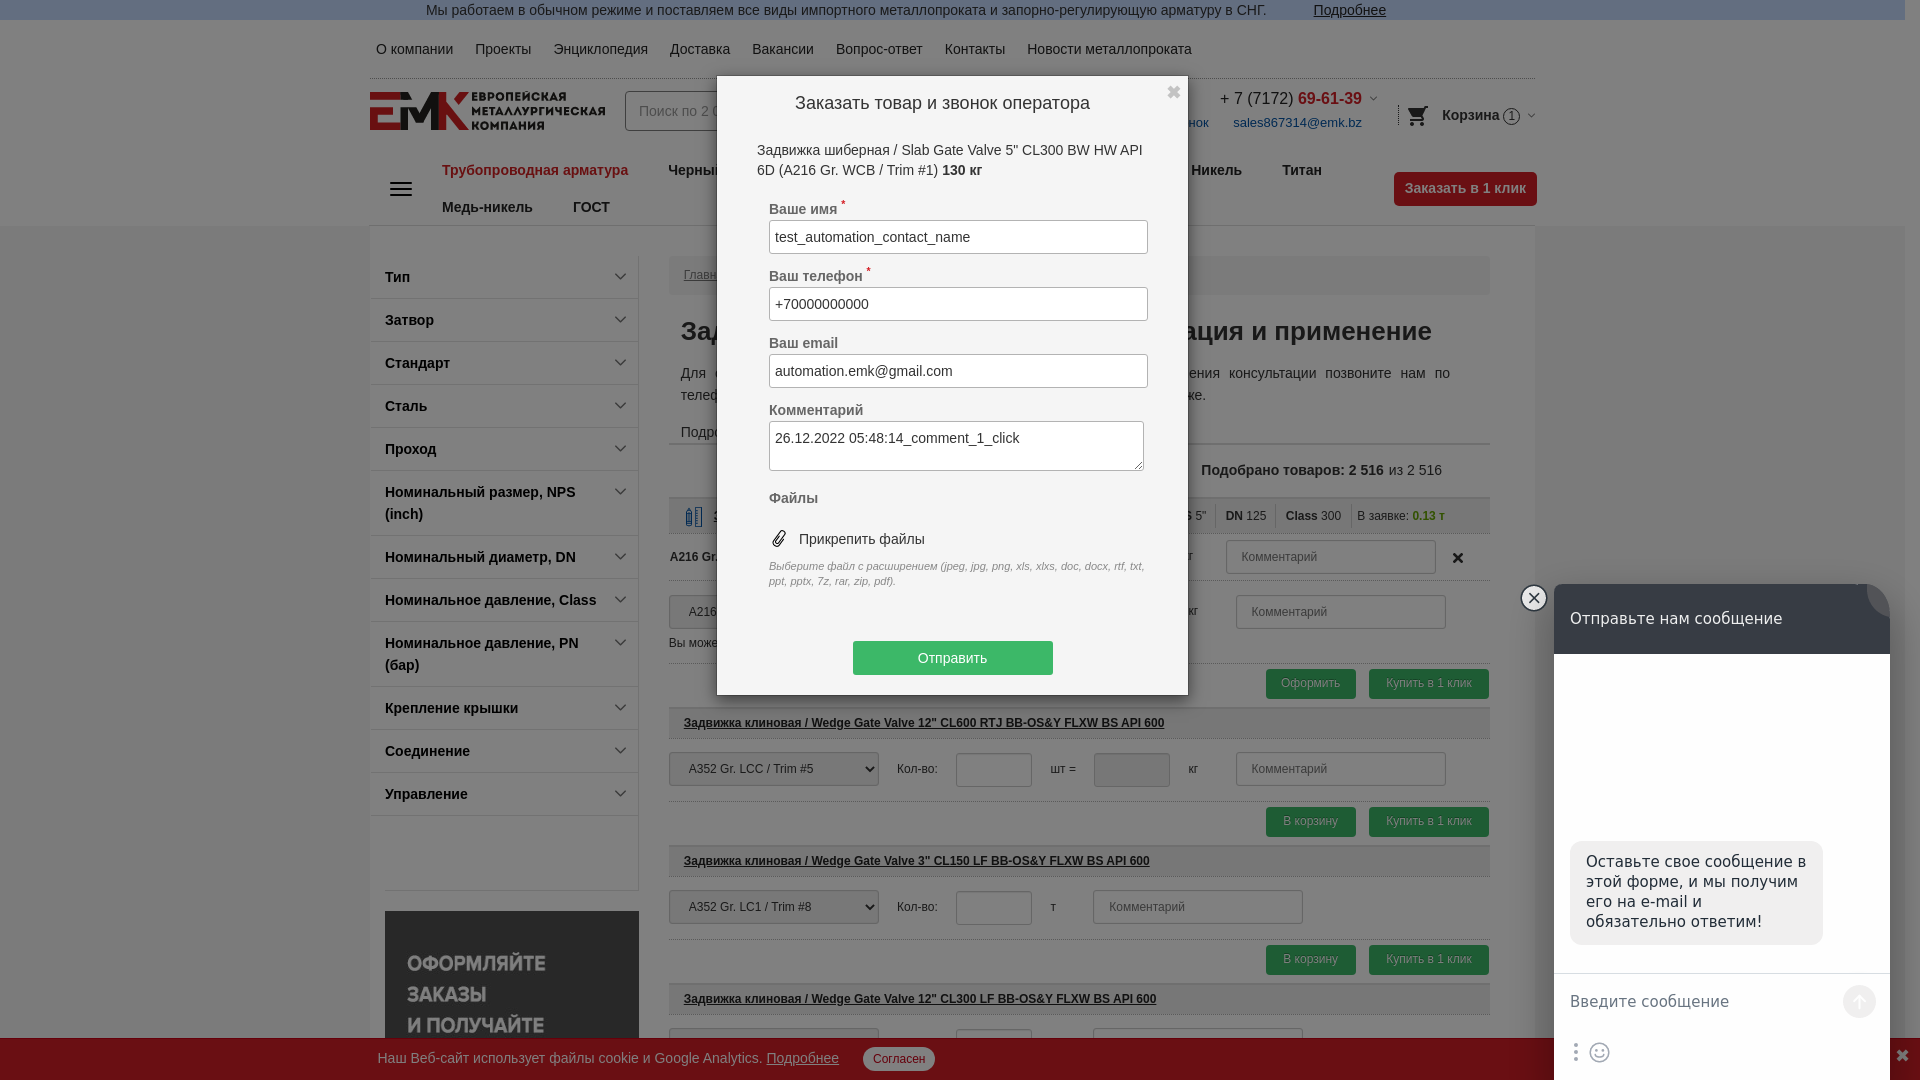 Мы работаем в обычном режиме и поставляем все виды импортного металлопроката и запорно-регулирующую арматуру в СНГ. Подробнее
О компании Проекты Энциклопедия Доставка Вакансии Вопрос-ответ Контакты Новости металлопроката
ЕМК ЕВРОПЕЙСКАЯ
МЕТАЛЛУРГИЧЕСКАЯ
КОМПАНИЯ
Поиск по 2
+ 7 (7172) 69-61-39
sales867314@emk.bz
Корзина 1
Трубопроводная арматура
Никель Титан
Медь-никель ГОСТ
Заказать в 1 клик
Заказать товар и звонок оператора
Задвижка шиберная / Slab Gate Valve 5" CL300 BW HW API
6D (A216 Gr. WCB / Trim #1) 130 кг
Ваше имя *
test_automation_contact_name
Ваш телефон *
+70000000000
Ваш email
automation.emk@gmail.com
Комментарий
26.12.2022 05:48:14_comment_1_click
Файлы
Прикрепить файлы
Выберите файл с расширением (jpeg, jpg, png, xls, xlxs, doc, docx, rtf, txt,
ppt, pptx, 7z, rar, zip, pdf).
Отправить
Тип
Затвор
Стандарт
Сталь
Проход
Номинальный размер, NPS
(inch)
Номинальный диаметр, DN
Номинальное давление, Class
Номинальное давление, PN
(бар)
Крепление крышки
Соединение
Управление
ОФОРМЛЯЙТЕ
ЗАКАЗЫ
И ПОЛУЧАЙТЕ
и применение
Для консультации позвоните нам по
Подобрано товаров: 2 516 из 2 516
5" DN 125 Class 300 В заявке: 0.13 т
A216 Gr. Комментарий
A216 кг Комментарий
Вы
Оформить Купить в 1 клик
Задвижка клиновая / Wedge Gate Valve 12" CL600 RTJ BB-OS&Y FLXW BS API 600
A352 Gr. LCC / Trim #5 Кол-во: шт = кг Комментарий
В корзину Купить в 1 клик
Задвижка клиновая / Wedge Gate Valve 3" CL150 LF BB-OS&Y FLXW BS API 600
A352 Gr. LC1 / Trim #8 Кол-во: т Комментарий
В корзину Купить в 1 клик
Задвижка клиновая / Wedge Gate Valve 12" CL300 LF BB-OS&Y FLXW BS API 600
Отправьте нам сообщение
Оставьте свое сообщение в
этой форме, и мы получим
его на e-mail и
обязательно ответим!
Введите сообщение
Наш Веб-сайт использует файлы cookie и Google Analytics. Подробнее Согласен